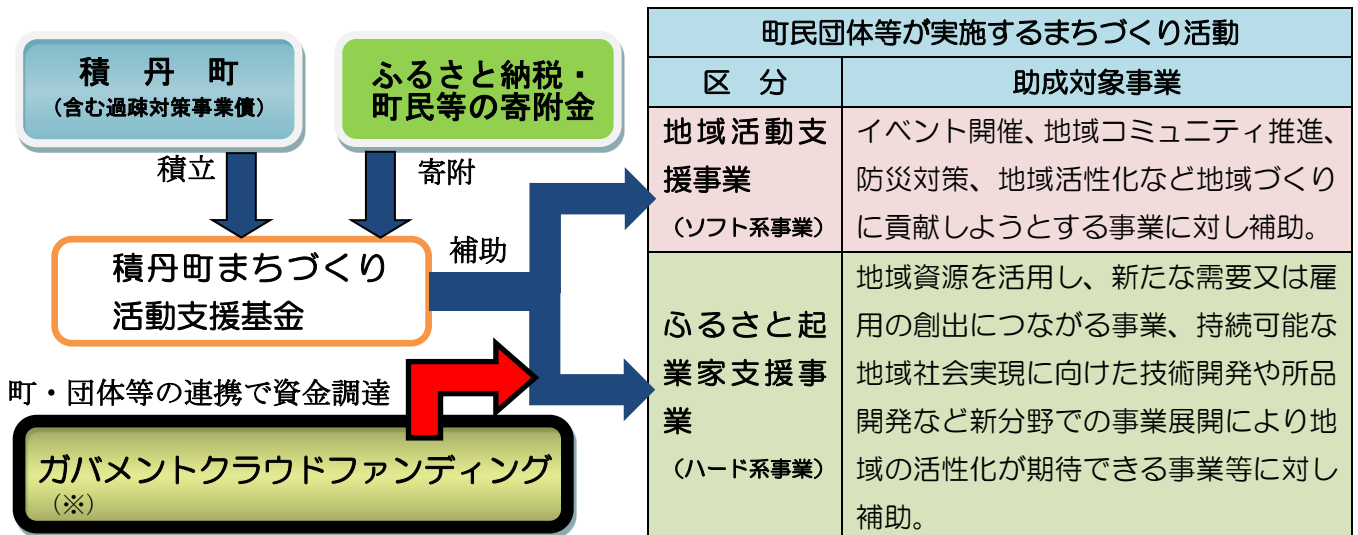 積 丹 町
（含む過疎対策事業債）
ふるさと納税・
町民等の寄附金
積立
寄附
積丹町まちづくり
活動支援基金
補助
町・団体等の連携で資金調達
ガバメントクラウドファンディング
（※）
町民団体等が実施するまちづくり活動
区 分
助成対象事業
地域活動支
援事業
（ソフト系事業）
イベント開催、地域コミュニティ推進、
防災対策、地域活性化など地域づくり
に貢献しようとする事業に対し補助。
ふるさと起
業家支援事
業
（ハード系事業）
地域資源を活用し、新たな需要又は雇
用の創出につながる事業、持続可能な
地域社会実現に向けた技術開発や所品
開発など新分野での事業展開により地
域の活性化が期待できる事業等に対し
補助。